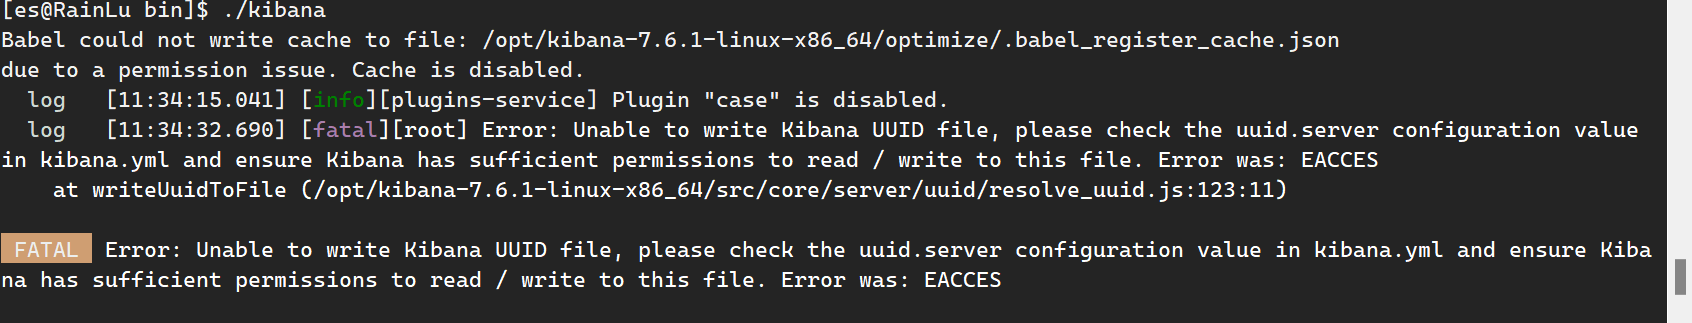 [es@RainLu bin]$ ./kibana
Babel could not write cache to file: /opt/kibana-7.6.1-linux-x86_64/optimize/.babel_register_cache.json
due to a permission issue. Cache is disabled.
  log   [11:34:15.041] [info][plugins-service] Plugin "case" is disabled.
  log   [11:34:32.690] [fatal][root] Error: Unable to write Kibana UUID file, please check the uuid.server configuration value
in kibana.yml and ensure Kibana has sufficient permissions to read / write to this file. Error was: EACCES
    at writeUuidToFile (/opt/kibana-7.6.1-linux-x86_64/src/core/server/uuid/resolve_uuid.js:123:11)
 FATAL  Error: Unable to write Kibana UUID file, please check the uuid.server configuration value in kibana.yml and ensure Kiba
na has sufficient permissions to read / write to this file. Error was: EACCES